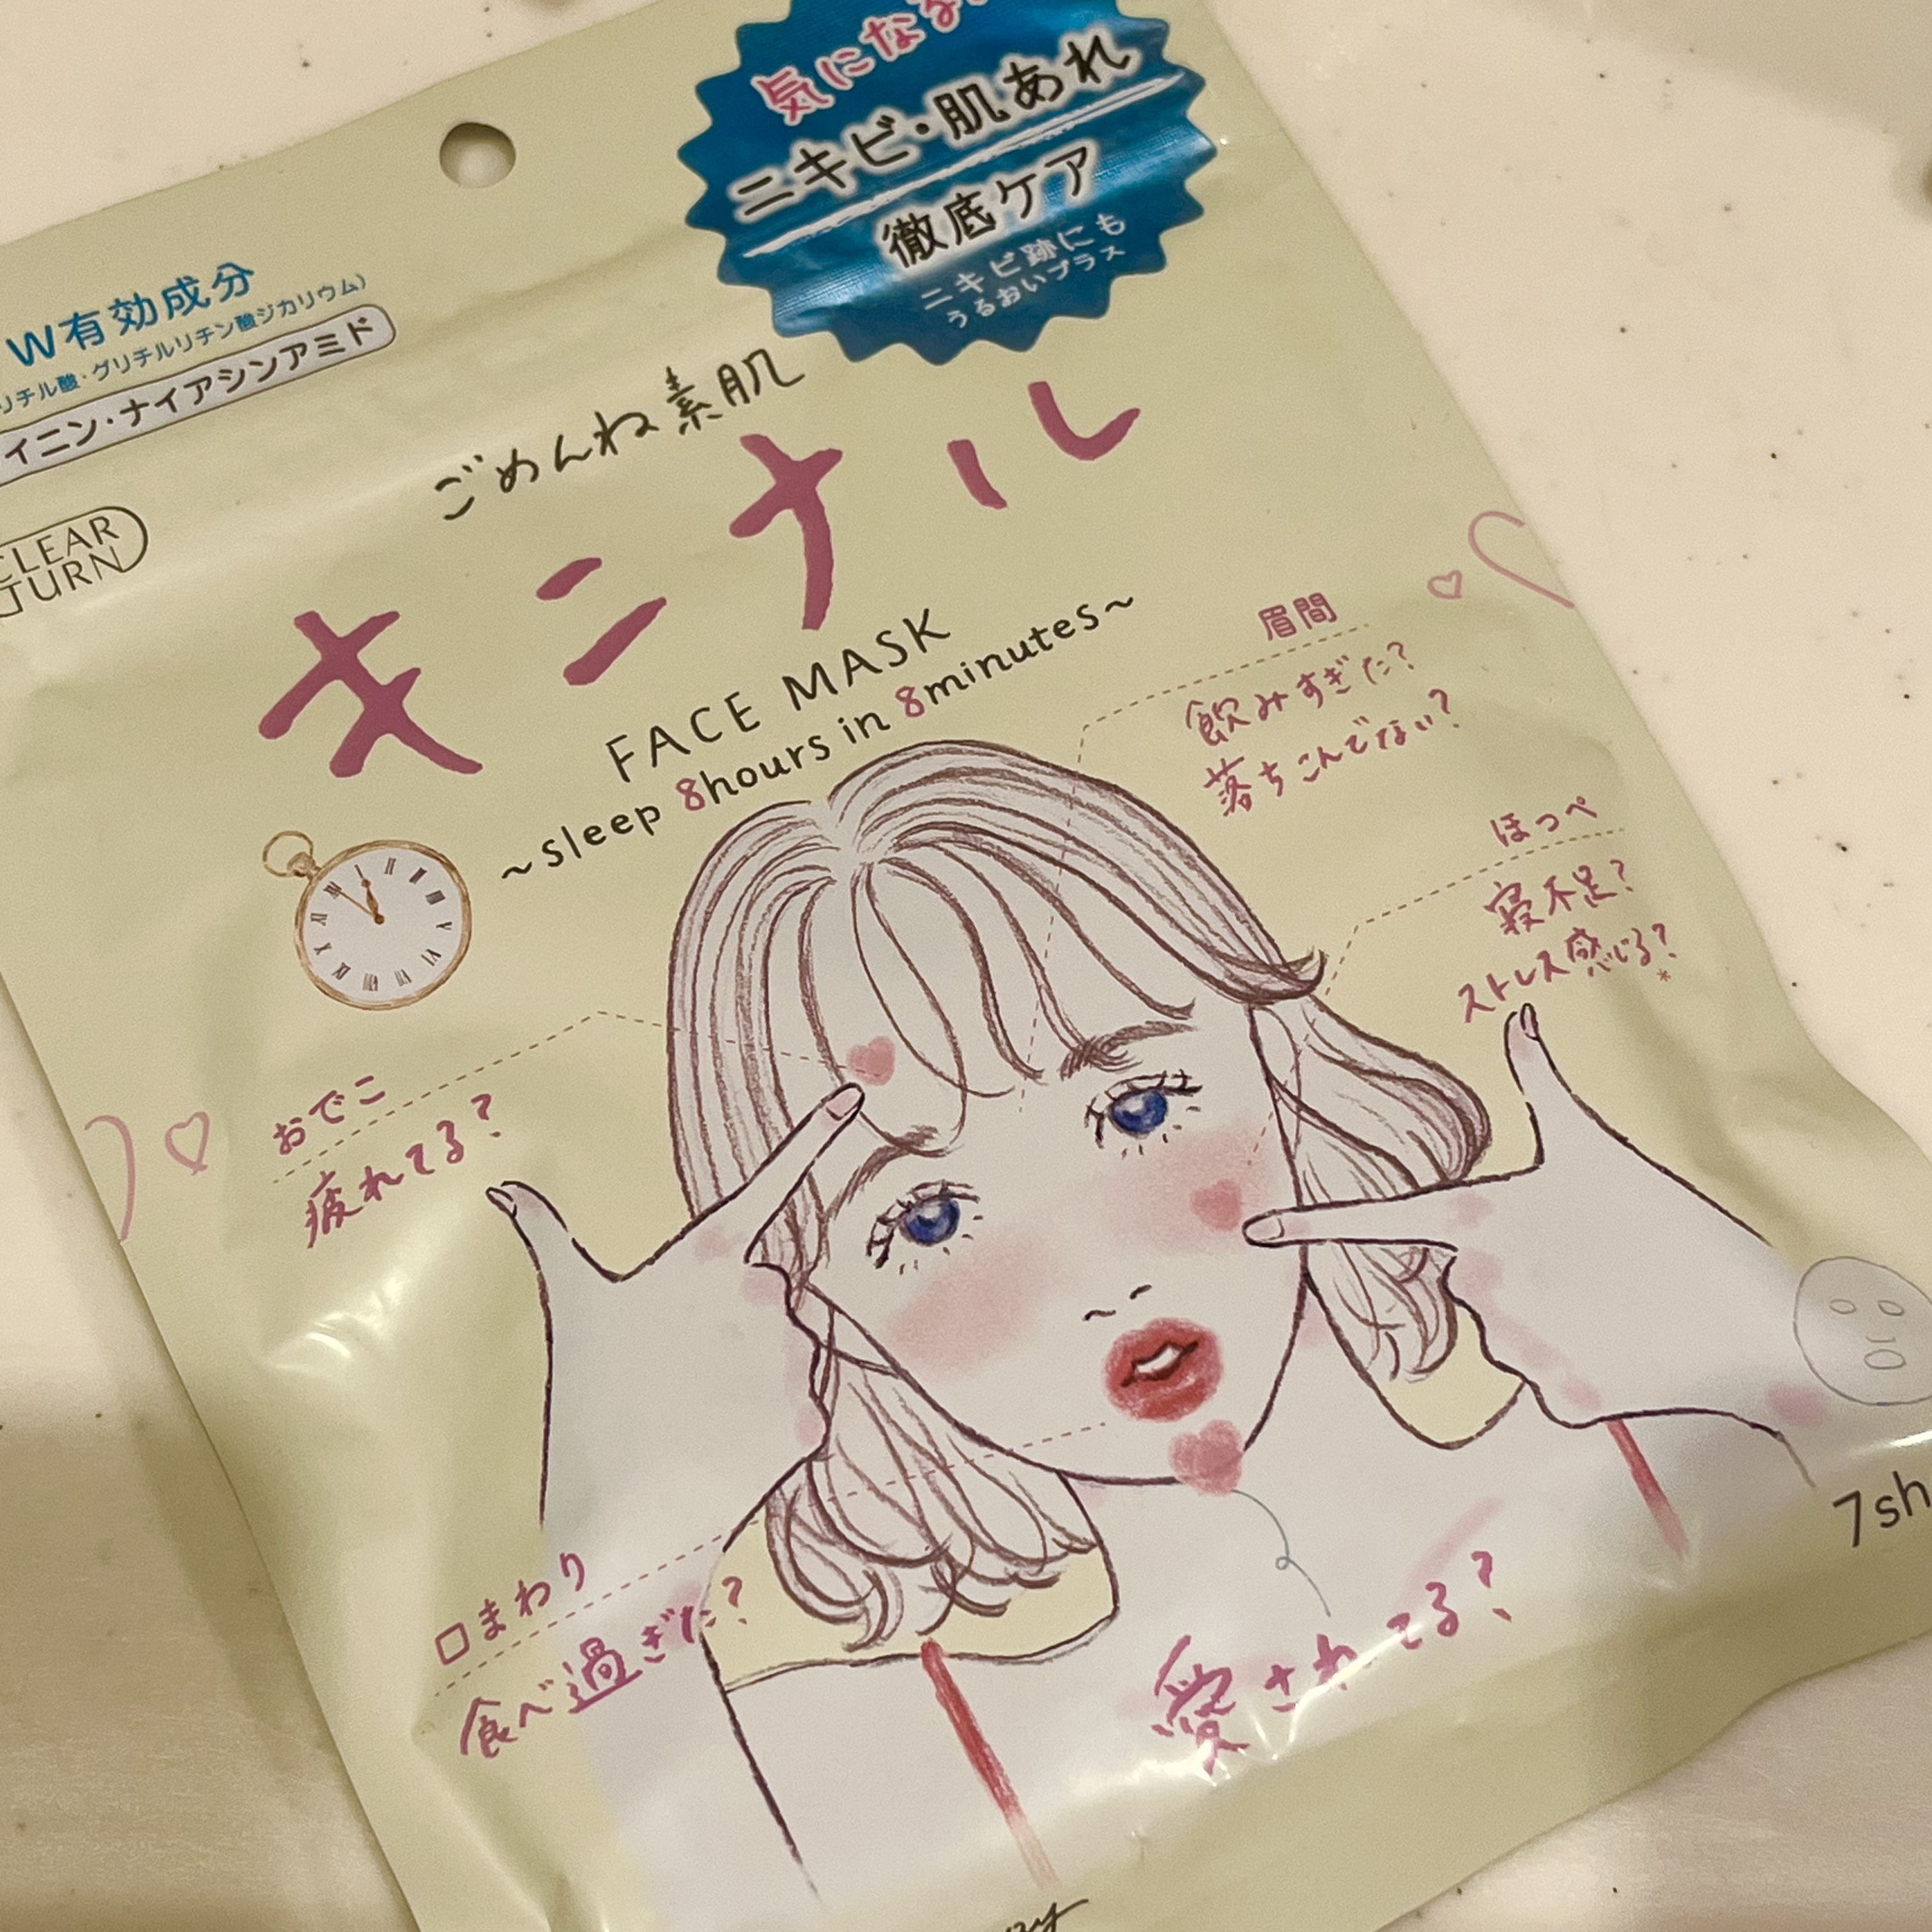 気になる
ニキビ・肌あれ
徹底ケア
ニキビ跡にも
うるおいプラス
W有効成分
リチル酸・グリチルリチン酸ジカリウム)
イニン・ナイアシンアミド
CLEAR
TURN
ごめんね素肌
キニナル
FACE MASK
~sleep 8hours in 8minutes~
眉間
飲みすぎた?
落ちこんでない?
ほっぺ
寝不足?
ストレス感じる?*
おでこ
疲れてる?
口まわり
食べ過ぎた?
愛されてる?
7sh